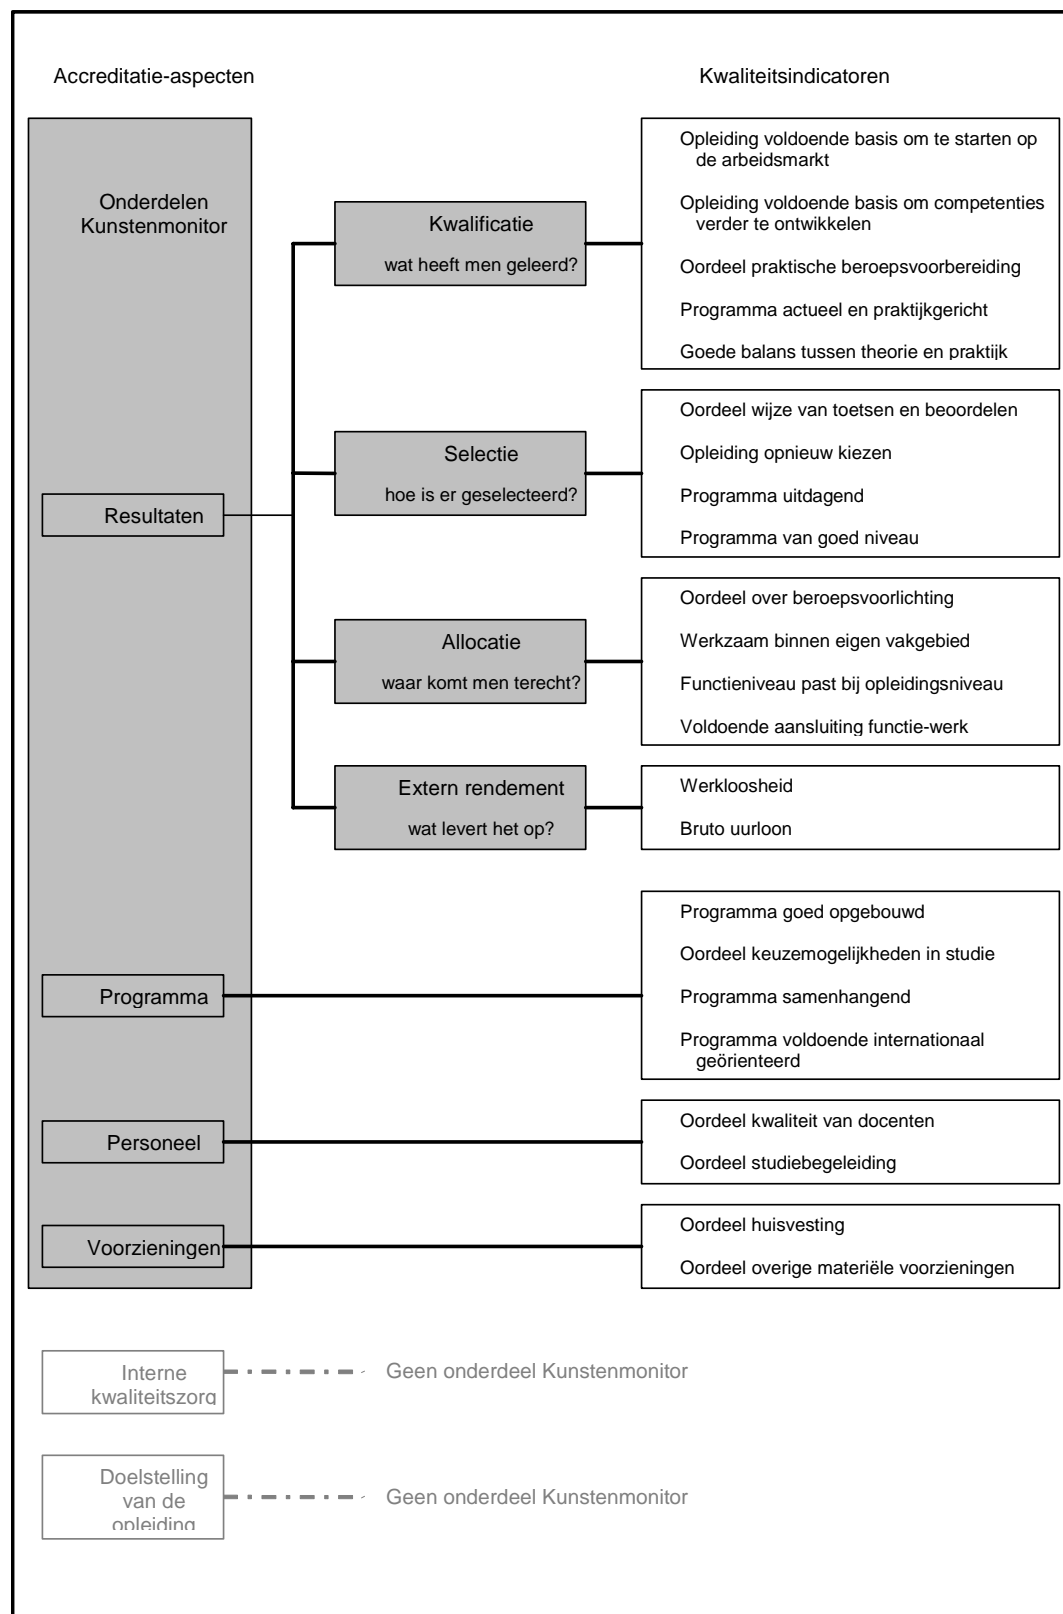 Accreditatie-aspecten
Kwaliteitsindicatoren
Onderdelen
Kunstenmonitor
Kwalificatie
wat heeft men geleerd?
Opleiding voldoende basis om te starten op
de arbeidsmarkt
Opleiding voldoende basis om competenties
verder te ontwikkelen
Oordeel praktische beroepsvoorbereiding
Programma actueel en praktijkgericht
Goede balans tussen theorie en praktijk
Resultaten
Selectie
hoe is er geselecteerd?
Oordeel wijze van toetsen en beoordelen
Opleiding opnieuw kiezen
Programma uitdagend
Programma van goed niveau
Allocatie
waar komt men terecht?
Oordeel over beroepsvoorlichting
Werkzaam binnen eigen vakgebied
Functieniveau past bij opleidingsniveau
Voldoende aansluiting functie-werk
Extern rendement
wat levert het op?
Werkloosheid
Bruto uurloon
Programma
Programma goed opgebouwd
Oordeel keuzemogelijkheden in studie
Programma samenhangend
Programma voldoende internationaal
geörienteerd
Personeel
Oordeel kwaliteit van docenten
Oordeel studiebegeleiding
Voorzieningen
Oordeel huisvesting
Oordeel overige materiële voorzieningen
Interne
kwaliteitszorg
Geen onderdeel Kunstenmonitor
Doelstelling
van de
opleiding
Geen onderdeel Kunstenmonitor